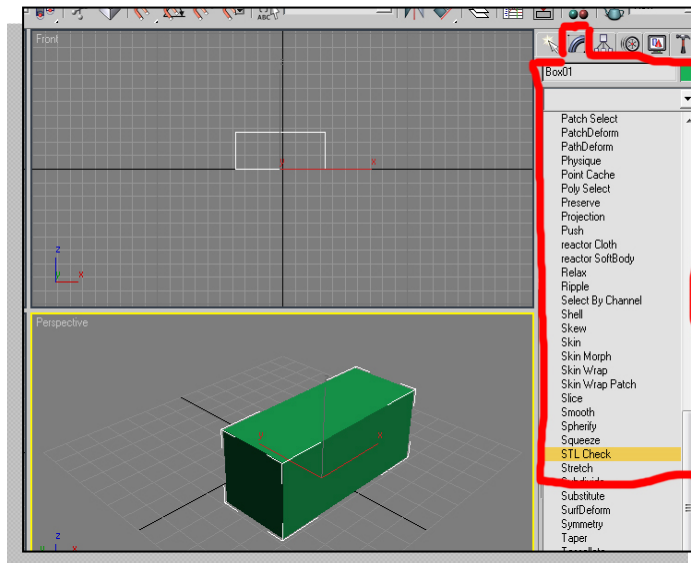 ABC
Front
x
z
y x
Perspective
y x
z
x
Box01
Patch Select
PatchDeform
PathDeform
Physique
Point Cache
Poly Select
Preserve
Projection
Push
reactor Cloth
reactor SoftBody
Relax
Ripple
Select By Channel
Shell
Skew
Skin
Skin Morph
Skin Wrap
Skin Wrap Patch
Slice
Smooth
Spherify
Squeeze
STL Check
Stretch
Subdivide
Substitute
SurfDeform
Symmetry
Taper